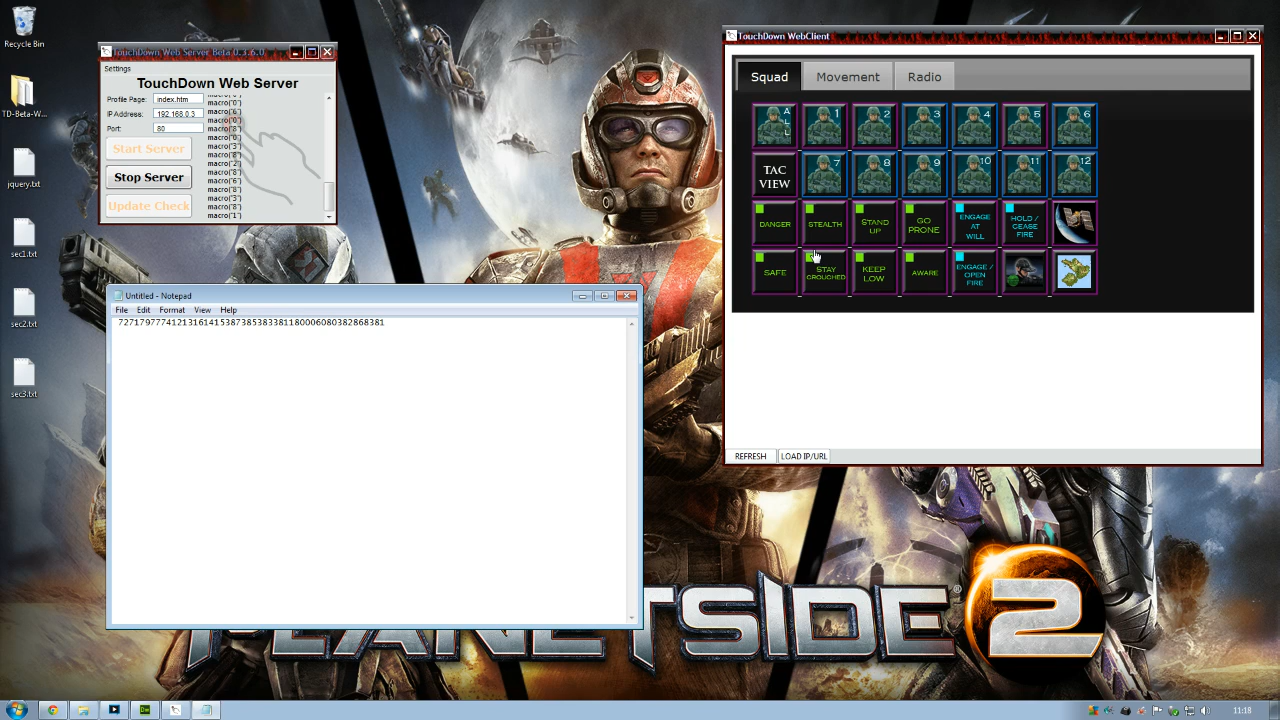 Recycle Bin
TD-Beta-W...
jquery.txt
sec1.txt
sec2.txt
sec3.txt
TouchDown Web Server Beta 0.3.6.0
Settings
TouchDown Web Server
Profile Page: index.htm
IP Address: 192.168.0.3
Port: 80
Start Server
Stop Server
Update Check
macro('0')
macro('6')
macro('0')
macro('8')
macro('0')
macro('3')
macro('8')
macro('2')
macro('8')
macro('6')
macro('8')
macro('3')
macro('8')
macro('1')
Untitled - Notepad
File Edit Format View Help
TouchDown WebClient
Squad Movement Radio
ALL 1 2 3 4 5 6
TAC VIEW 7 8 9 10 11 12
DANGER STEALTH STAND UP GO PRONE ENGAGE AT WILL HOLD / CEASE FIRE
SAFE STAY CROUCHED KEEP LOW AWARE ENGAGE / OPEN FIRE
REFRESH LOAD IP/URL
PLANETSIDE 2
11:18